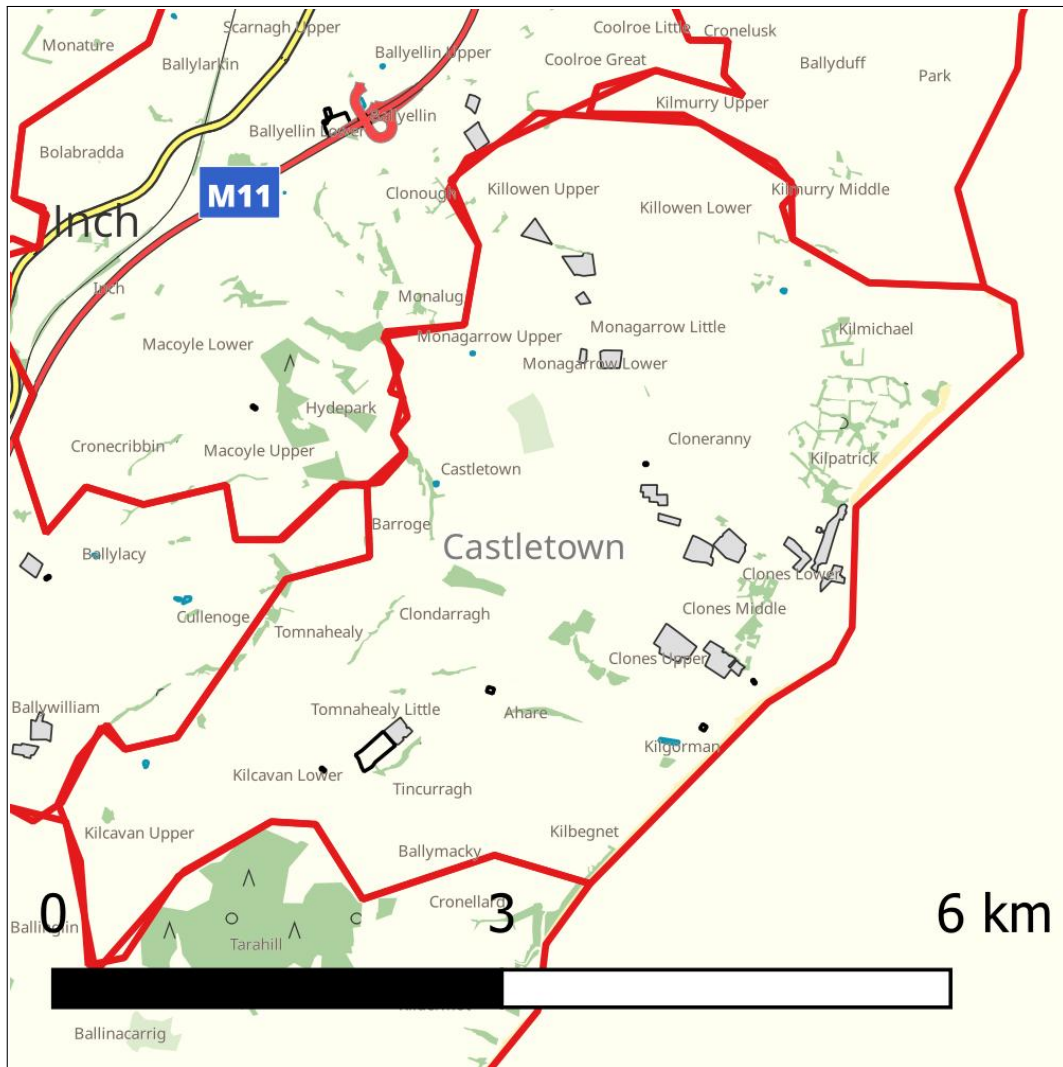 Scarnagh Upper
Coolroe Little
Cronelusk
Monature
Ballyellin Upper
Coolroe Great
Ballylarkin
Ballyduff
Park
Kilmurry Upper
Ballyellin
Ballyellin Lower
Bolabradda
M11
Clonough
Killowen Upper
Kilmurry Middle
Killowen Lower
Inch
Inch
Monalug
Monagarrow Little
Kilmichael
Monagarrow Upper
Macoyle Lower
Monagarrow Lower
Hydepark
Cloneranny
Cronecribbin
Macoyle Upper
Kilpatrick
Castletown
Barroge
Castletown
Ballylacy
Clones Lower
Clones Middle
Cullenoge
Clondarragh
Tomnahealy
Clones Upper
Ballywilliam
Tomnahealy Little
Ahare
Kilgorman
Kilcavan Lower
Tincurragh
Kilcavan Upper
Kilbegnet
Ballymacky
Cronellard
0 3 6 km
Tarahill
Ballinacarrig